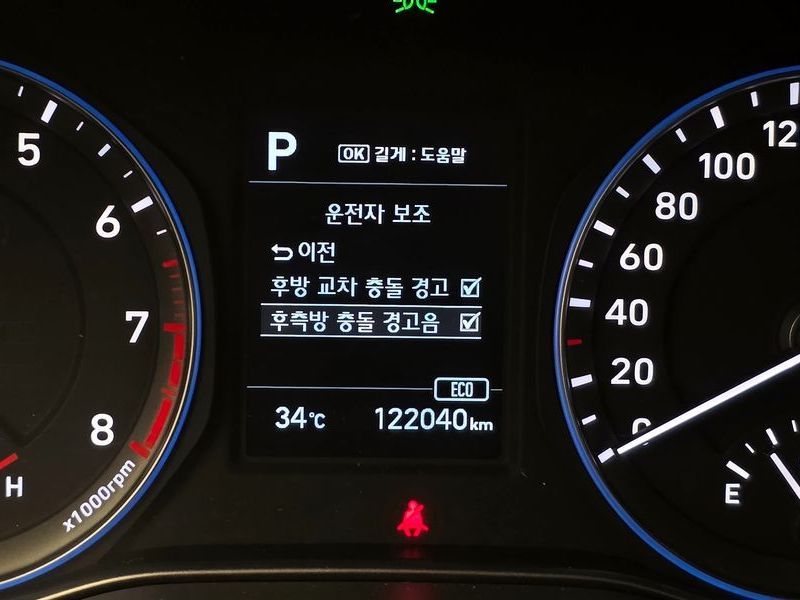 P
OK 길게 : 도움말
운전자 보조
이전
후방 교차 충돌 경고
후측방 충돌 경고음
ECO
34℃ 122040km
5
6
7
8
x1000rpm
H
120
100
80
60
40
20
0
E